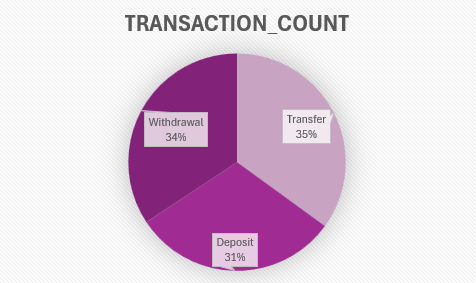 TRANSACTION_COUNT
Withdrawal
34%
Transfer
35%
Deposit
31%